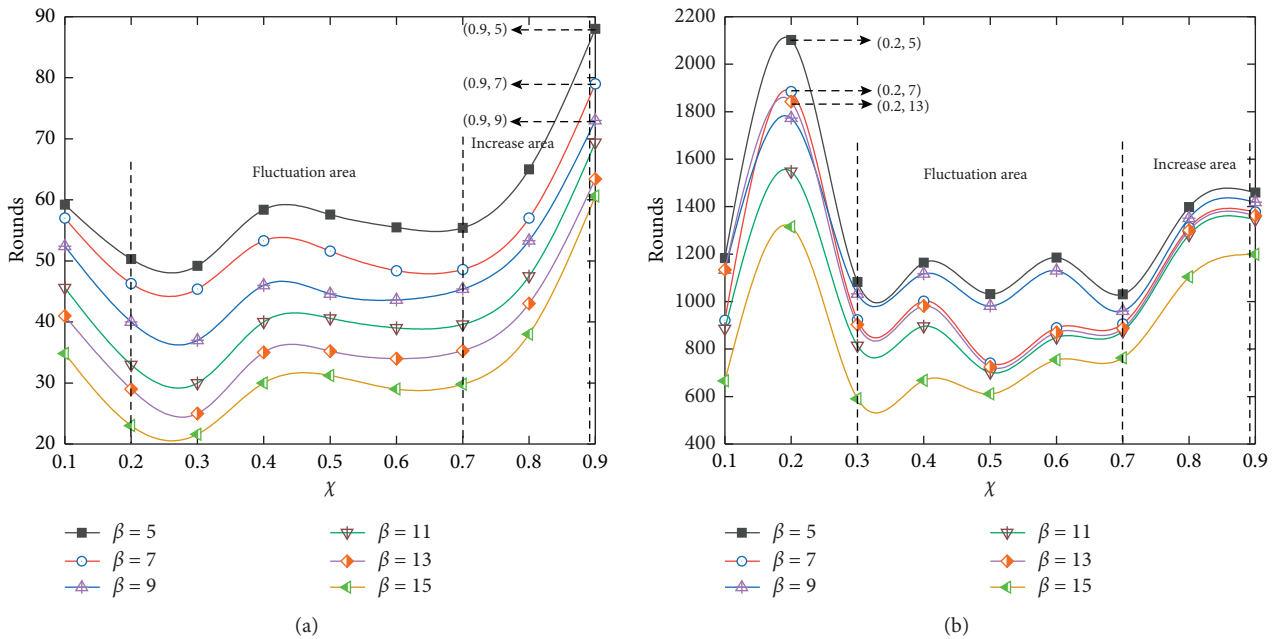 90
80
70
60
50
40
30
20
Rounds
0.1 0.2 0.3 0.4 0.5 0.6 0.7 0.8 0.9
χ
(0.9, 5)
(0.9, 7)
(0.9, 9)
Increase area
Fluctuation area
β = 5
β = 7
β = 9
β = 11
β = 13
β = 15
(a)
2200
2000
1800
1600
1400
1200
1000
800
600
400
Rounds
0.1 0.2 0.3 0.4 0.5 0.6 0.7 0.8 0.9
χ
(0.2, 5)
(0.2, 7)
(0.2, 13)
Fluctuation area
Increase area
β = 5
β = 7
β = 9
β = 11
β = 13
β = 15
(b)